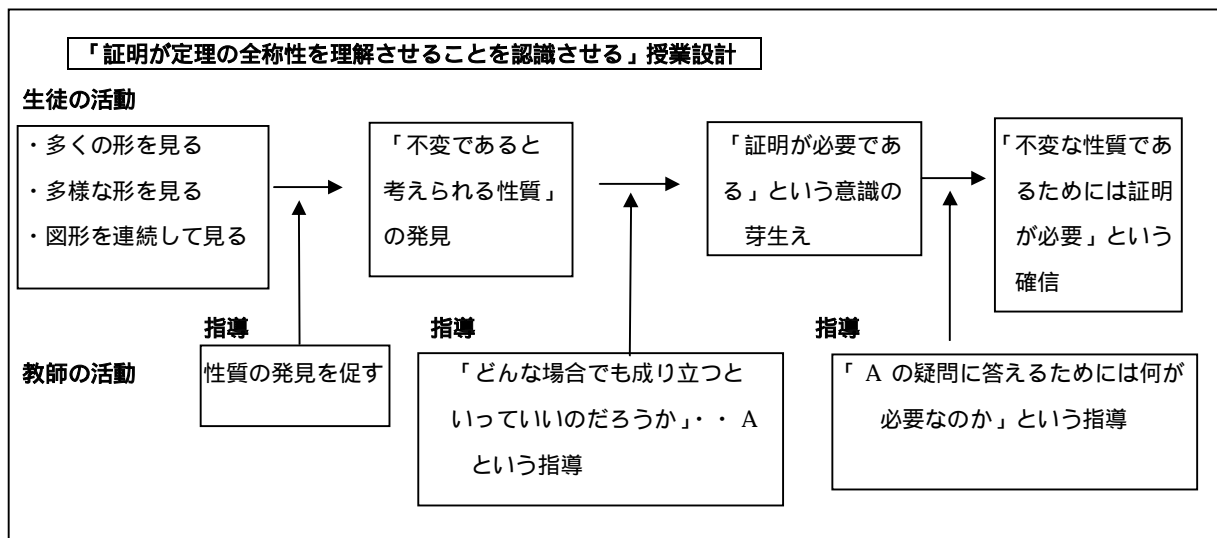 「証明が定理の全称性を理解させることを認識させる」授業設計
生徒の活動
・多くの形を見る
・多様な形を見る
・図形を連続して見る
「不変であると
考えられる性質」
の発見
「証明が必要であ
る」という意識の
芽生え
「不変な性質であ
るためには証明
が必要」という
確信
指導
指導
指導
教師の活動
性質の発見を促す
「どんな場合でも成り立つと
いっていいのだろうか」・・ A
という指導
「 A の疑問に答えるためには何が
必要なのか」という指導